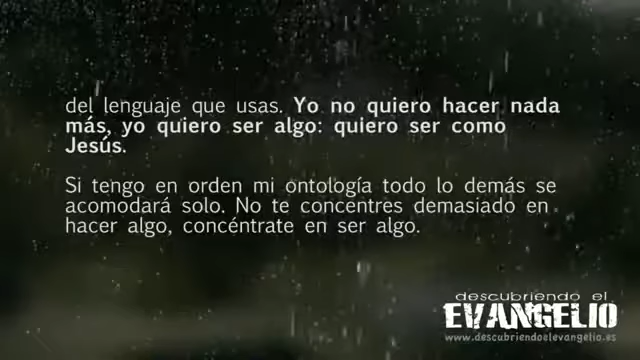 del lenguaje que usas. Yo no quiero hacer nada
más, yo quiero ser algo: quiero ser como
Jesús.
Si tengo en orden mi ontología todo lo demás se
acomodará solo. No te concentres demasiado en
hacer algo, concéntrate en ser algo.
descubriendo el
EVANGELIO
www.descubriendoelevangelio.es